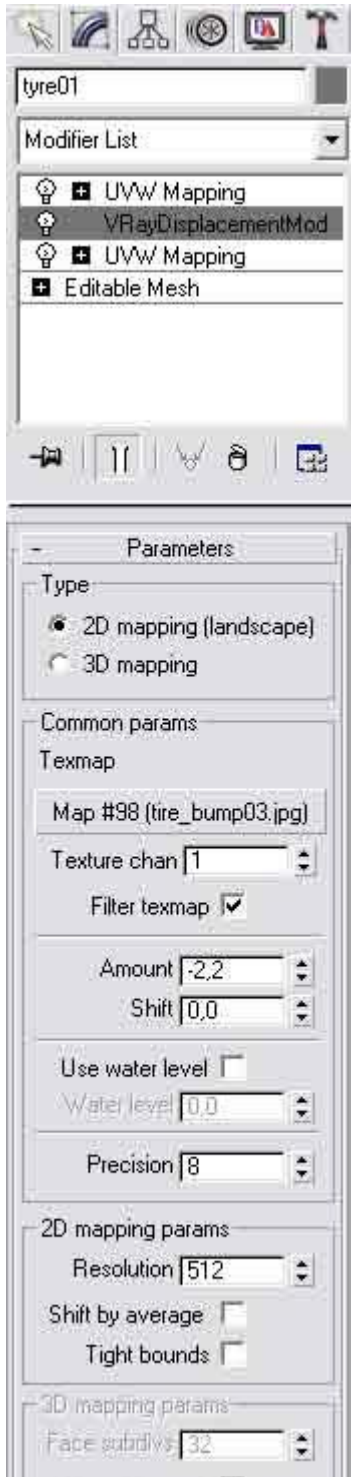 tyre01
Modifier List
UVW Mapping
VRayDisplacementMod
UVW Mapping
Editable Mesh
- Parameters
Type
2D mapping (landscape)
3D mapping
Common params
Texmap
Map #98 (tire_bump03.jpg)
Texture chan 1
Filter texmap
Amount -2,2
Shift 0,0
Use water level
Water level 0,0
Precision 8
2D mapping params
Resolution 512
Shift by average
Tight bounds
3D mapping params
Face subdivs 32